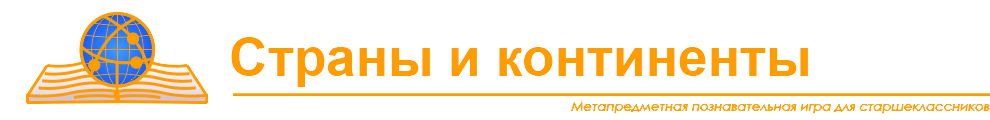 Страны и континенты
Метапредметная познавательная игра для старшеклассников